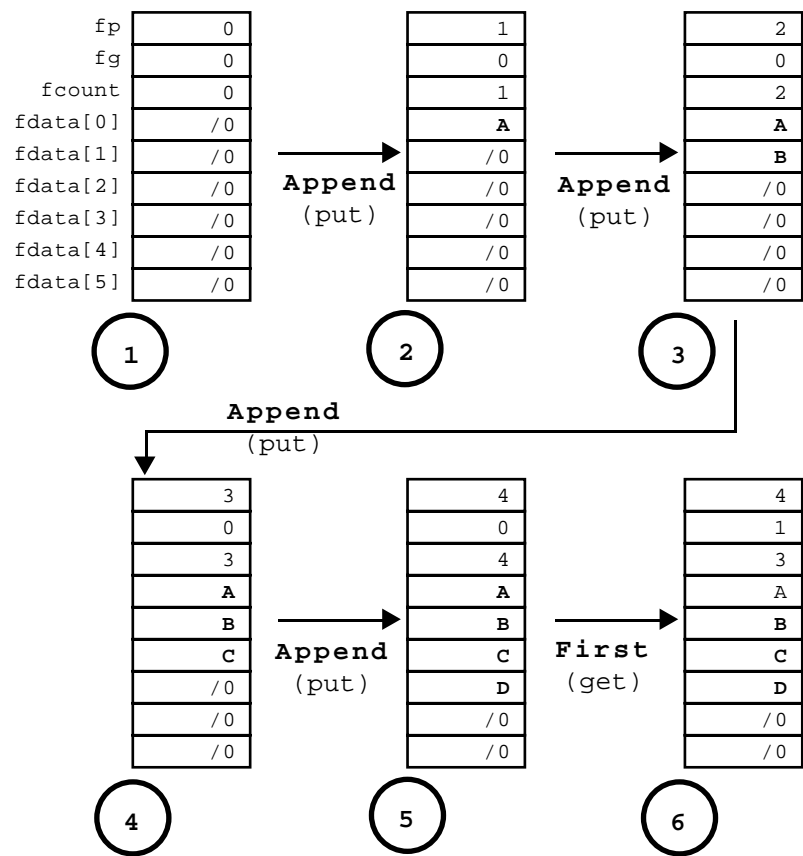 fp 0 1 2
fg 0 0 0
fcount 0 1 2
fdata[0] /0 A A
fdata[1] /0 /0 B
fdata[2] /0 /0 /0
fdata[3] /0 /0 /0
fdata[4] /0 /0 /0
fdata[5] /0 /0 /0
Append
(put)
Append
(put)
1 2 3
Append
(put)
3 4 4
0 0 1
3 4 3
A A A
B B B
C C C
/0 D D
/0 /0 /0
/0 /0 /0
Append
(put)
First
(get)
4 5 6